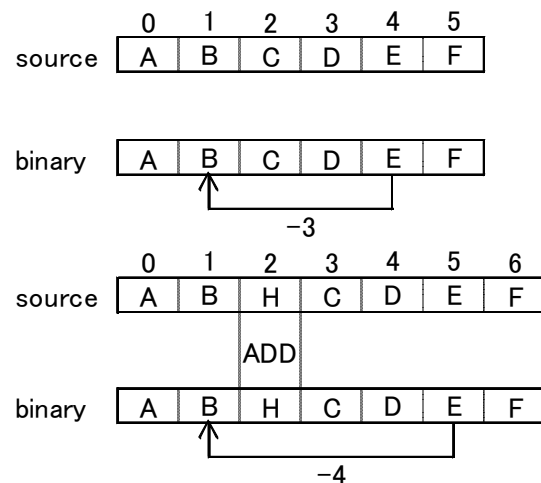 0 1 2 3 4 5
source A B C D E F
binary A B C D E F
−3
0 1 2 3 4 5 6
source A B H C D E F
ADD
binary A B H C D E F
−4